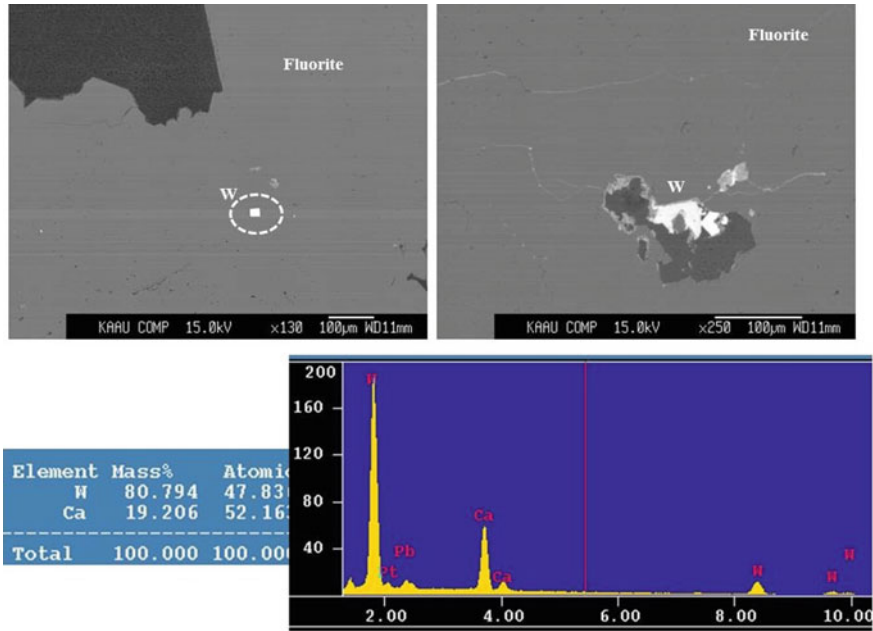 Fluorite
W
KAAU COMP 15.0kV ×130 100µm WD11mm
Fluorite
W
KAAU COMP 15.0kV ×250 100µm WD11mm
Element Mass% Atomic
W 80.794 47.83
Ca 19.206 52.163
Total 100.000 100.000
200
160
120
80
40
W
Pt
Pb
Ca
Ca
W
W
W
2.00 4.00 6.00 8.00 10.00